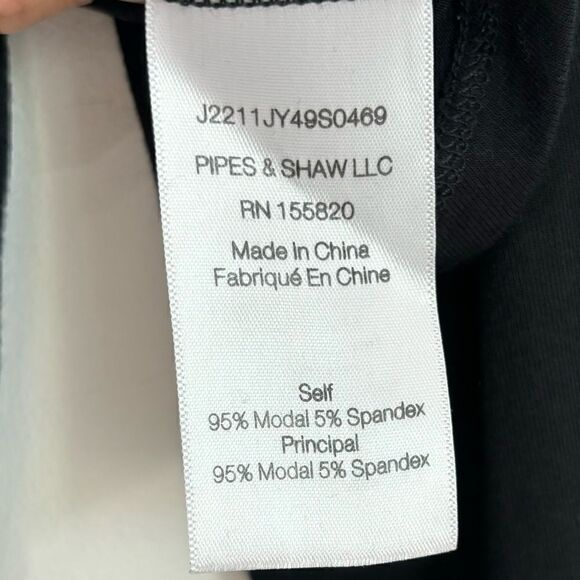 J2211JY49S0469
PIPES & SHAW LLC
RN 155820
Made In China
Fabriqué En Chine
Self
95% Modal 5% Spandex
Principal
95% Modal 5% Spandex